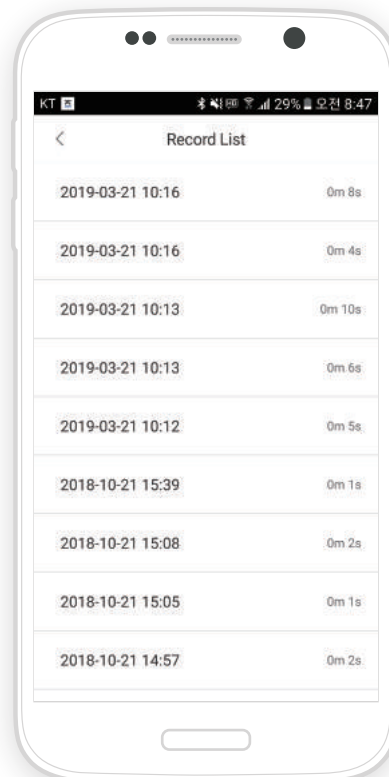 KT 29% 오전 8:47
Record List
2019-03-21 10:16 0m 8s
2019-03-21 10:16 0m 4s
2019-03-21 10:13 0m 10s
2019-03-21 10:13 0m 6s
2019-03-21 10:12 0m 5s
2018-10-21 15:39 0m 1s
2018-10-21 15:08 0m 2s
2018-10-21 15:05 0m 1s
2018-10-21 14:57 0m 2s